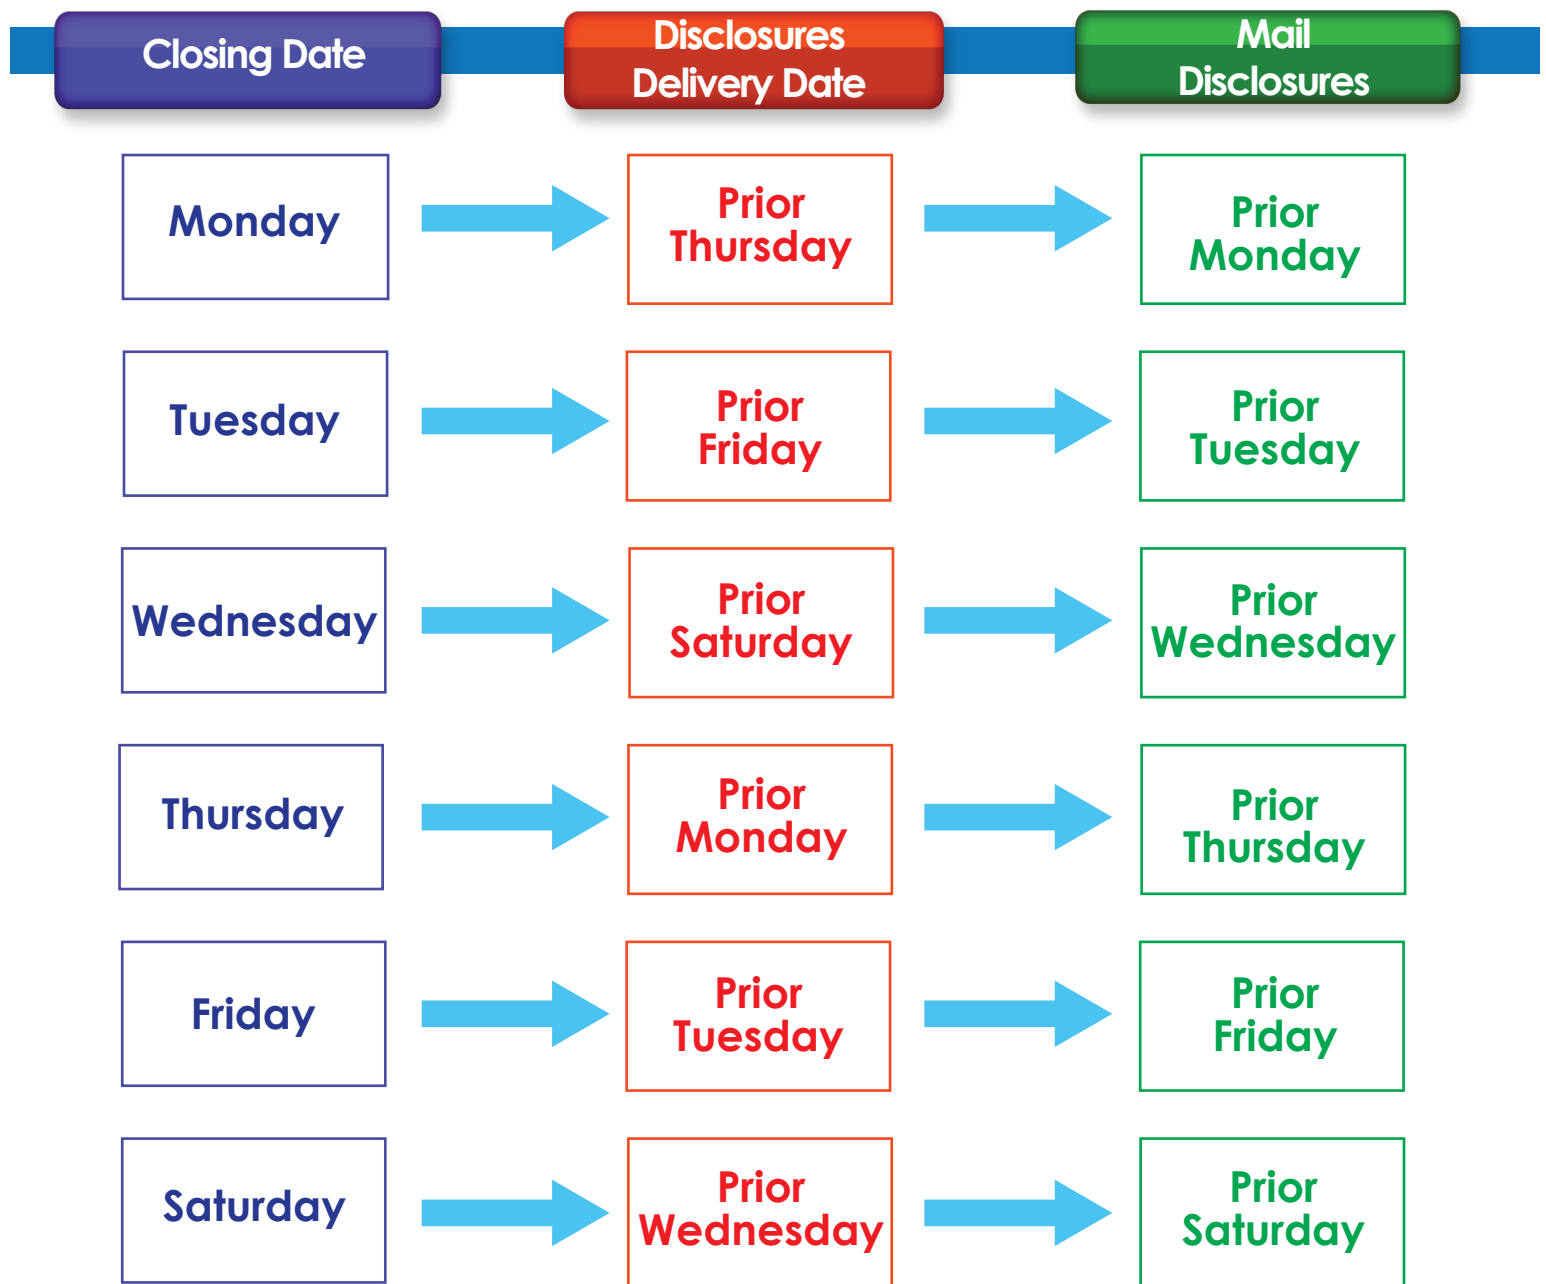 Closing Date
Disclosures
Delivery Date
Mail
Disclosures
Monday
Prior
Thursday
Prior
Monday
Tuesday
Prior
Friday
Prior
Tuesday
Wednesday
Prior
Saturday
Prior
Wednesday
Thursday
Prior
Monday
Prior
Thursday
Friday
Prior
Tuesday
Prior
Friday
Saturday
Prior
Wednesday
Prior
Saturday